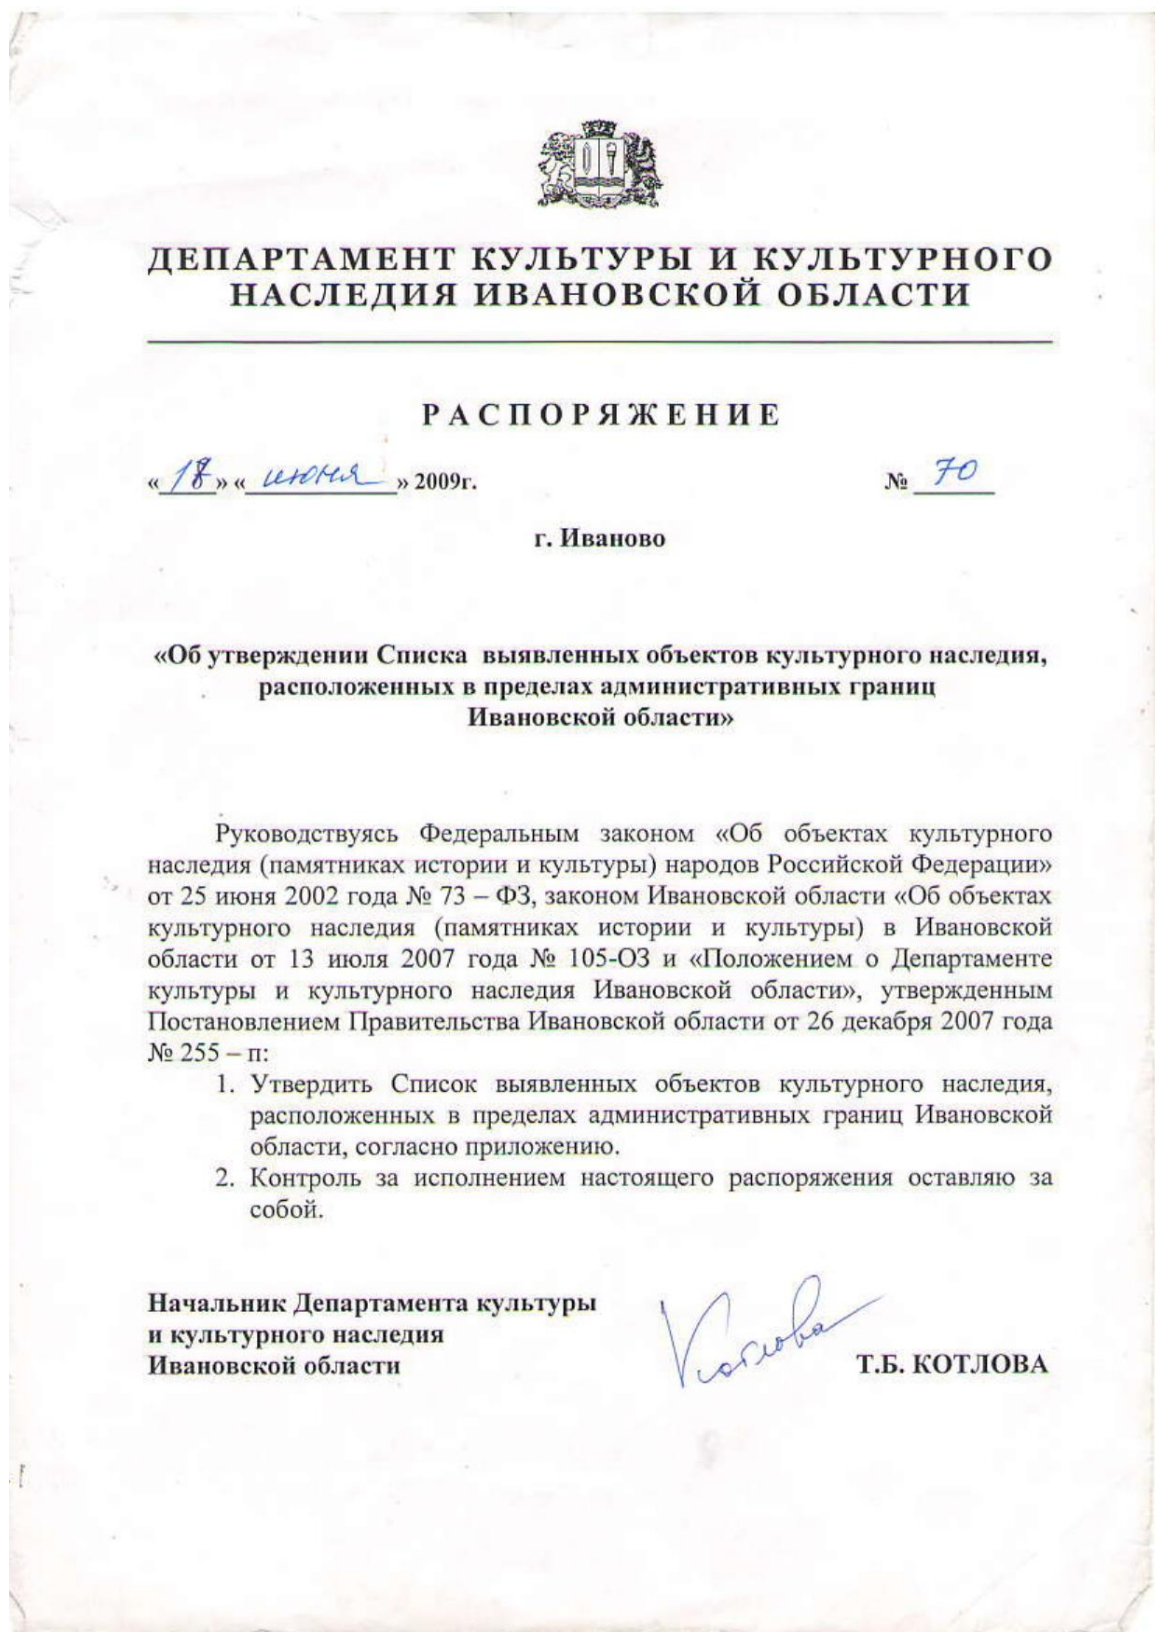 ДЕПАРТАМЕНТ КУЛЬТУРЫ И КУЛЬТУРНОГО
НАСЛЕДИЯ ИВАНОВСКОЙ ОБЛАСТИ
РАСПОРЯЖЕНИЕ
«18» «июня» 2009г. № 70
г. Иваново
«Об утверждении Списка выявленных объектов культурного наследия,
расположенных в пределах административных границ
Ивановской области»
Руководствуясь Федеральным законом «Об объектах культурного
наследия (памятниках истории и культуры) народов Российской Федерации»
от 25 июня 2002 года № 73 – ФЗ, законом Ивановской области «Об объектах
культурного наследия (памятниках истории и культуры) в Ивановской
области от 13 июля 2007 года № 105-ОЗ и «Положением о Департаменте
культуры и культурного наследия Ивановской области», утвержденным
Постановлением Правительства Ивановской области от 26 декабря 2007 года
№ 255 – п:
1. Утвердить Список выявленных объектов культурного наследия,
расположенных в пределах административных границ Ивановской
области, согласно приложению.
2. Контроль за исполнением настоящего распоряжения оставляю за
собой.
Начальник Департамента культуры
и культурного наследия
Ивановской области Котлова Т.Б. КОТЛОВА